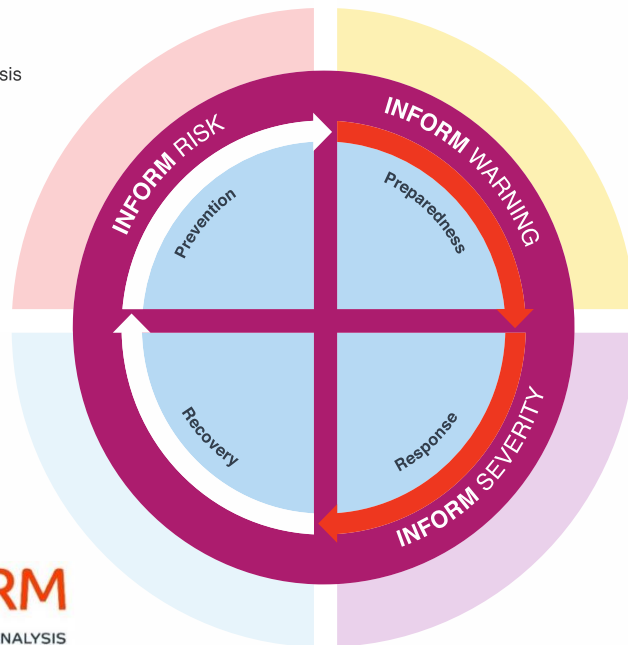 sis
INFORM RISK
INFORM WARNING
Prevention
Preparedness
Recovery
Response
INFORM SEVERITY
RM
NALYSIS